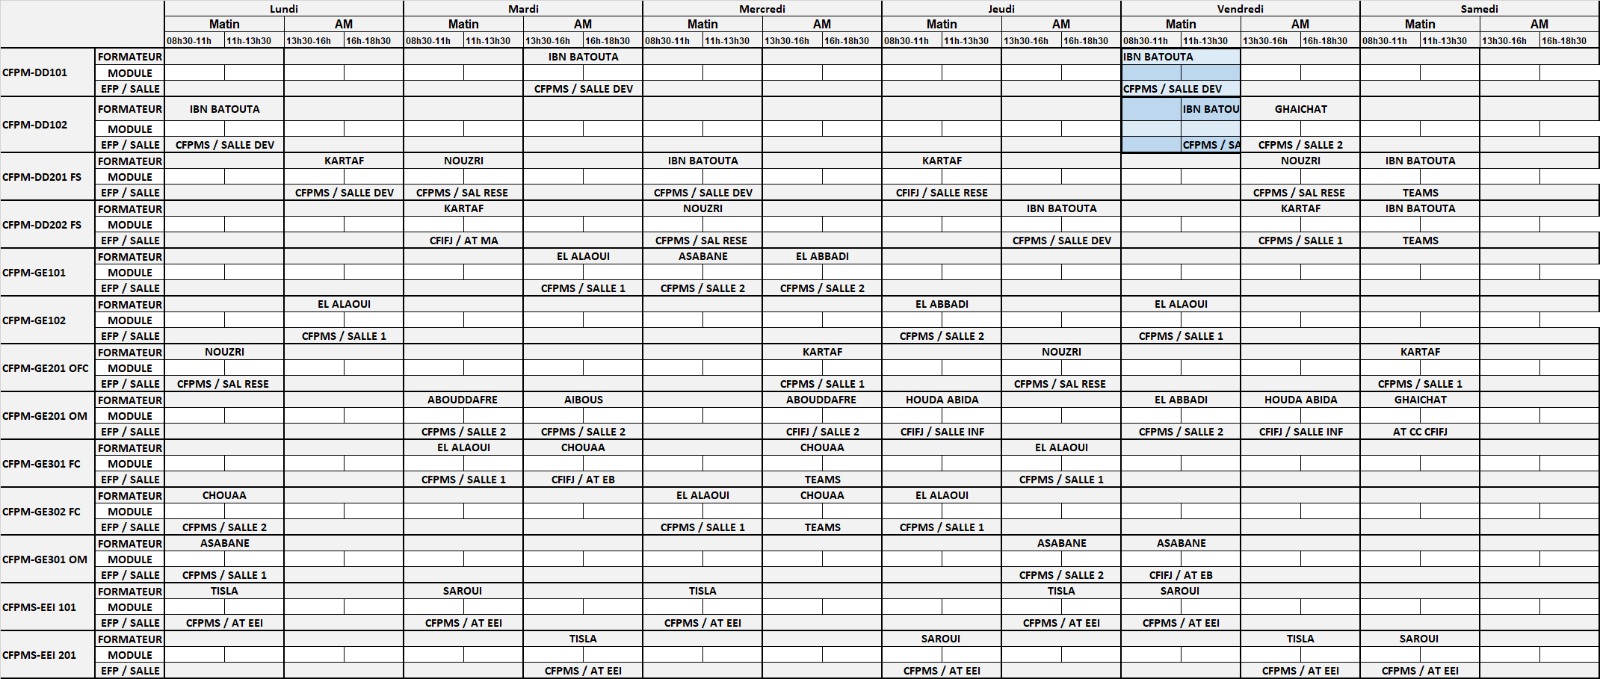 Lundi Mardi Mercredi Jeudi Vendredi Samedi
Matin AM Matin AM Matin AM Matin AM Matin AM Matin AM
08h30-11h 11h-13h30 13h30-16h 16h-18h30 08h30-11h 11h-13h30 13h30-16h 16h-18h30 08h30-11h 11h-13h30 13h30-16h 16h-18h30 08h30-11h 11h-13h30 13h30-16h 16h-18h30 08h30-11h 11h-13h30 13h30-16h 16h-18h30 08h30-11h 11h-13h30 13h30-16h 16h-18h30
CFPM-DD101
FORMATEUR IBN BATOUTA IBN BATOUTA
MODULE
EFP / SALLE CFPMS / SALLE DEV CFPMS / SALLE DEV
CFPM-DD102
FORMATEUR IBN BATOUTA IBN BATOU GHAICHAT
MODULE
EFP / SALLE CFPMS / SALLE DEV CFPMS / SA CFPMS / SALLE 2
CFPM-DD201 FS
FORMATEUR KARTAF NOUZRI IBN BATOUTA KARTAF NOUZRI IBN BATOUTA
MODULE
EFP / SALLE CFPMS / SALLE DEV CFPMS / SAL RESE CFPMS / SALLE DEV CFIFJ / SALLE RESE CFPMS / SAL RESE TEAMS
CFPM-DD202 FS
FORMATEUR KARTAF NOUZRI IBN BATOUTA KARTAF IBN BATOUTA
MODULE
EFP / SALLE CFIFJ / AT MA CFPMS / SAL RESE CFPMS / SALLE DEV CFPMS / SALLE 1 TEAMS
CFPM-GE101
FORMATEUR EL ALAOUI ASABANE EL ABBADI
MODULE
EFP / SALLE CFPMS / SALLE 1 CFPMS / SALLE 2 CFPMS / SALLE 2
CFPM-GE102
FORMATEUR EL ALAOUI EL ABBADI EL ALAOUI
MODULE
EFP / SALLE CFPMS / SALLE 1 CFPMS / SALLE 2 CFPMS / SALLE 1
CFPM-GE201 OFC
FORMATEUR NOUZRI KARTAF NOUZRI KARTAF
MODULE
EFP / SALLE CFPMS / SAL RESE CFPMS / SALLE 1 CFPMS / SAL RESE CFPMS / SALLE 1
CFPM-GE201 OM
FORMATEUR ABOUDDAFRE AIBOUS ABOUDDAFRE HOUDA ABIDA EL ABBADI HOUDA ABIDA GHAICHAT
MODULE
EFP / SALLE CFPMS / SALLE 2 CFPMS / SALLE 2 CFIFJ / SALLE 2 CFIFJ / SALLE INF CFPMS / SALLE 2 CFIFJ / SALLE INF AT CC CFIFJ
CFPM-GE301 FC
FORMATEUR EL ALAOUI CHOUAA CHOUAA EL ALAOUI
MODULE
EFP / SALLE CFPMS / SALLE 1 CFIFJ / AT EB TEAMS CFPMS / SALLE 1
CFPM-GE302 FC
FORMATEUR CHOUAA EL ALAOUI CHOUAA EL ALAOUI
MODULE
EFP / SALLE CFPMS / SALLE 2 CFPMS / SALLE 1 TEAMS CFPMS / SALLE 1
CFPM-GE301 OM
FORMATEUR ASABANE ASABANE ASABANE
MODULE
EFP / SALLE CFPMS / SALLE 1 CFPMS / SALLE 2 CFIFJ / AT EB
CFPMS-EEI 101
FORMATEUR TISLA SAROUI TISLA TISLA SAROUI
MODULE
EFP / SALLE CFPMS / AT EEI CFPMS / AT EEI CFPMS / AT EEI CFPMS / AT EEI CFPMS / AT EEI
CFPMS-EEI 201
FORMATEUR TISLA SAROUI TISLA SAROUI
MODULE
EFP / SALLE CFPMS / AT EEI CFPMS / AT EEI CFPMS / AT EEI CFPMS / AT EEI